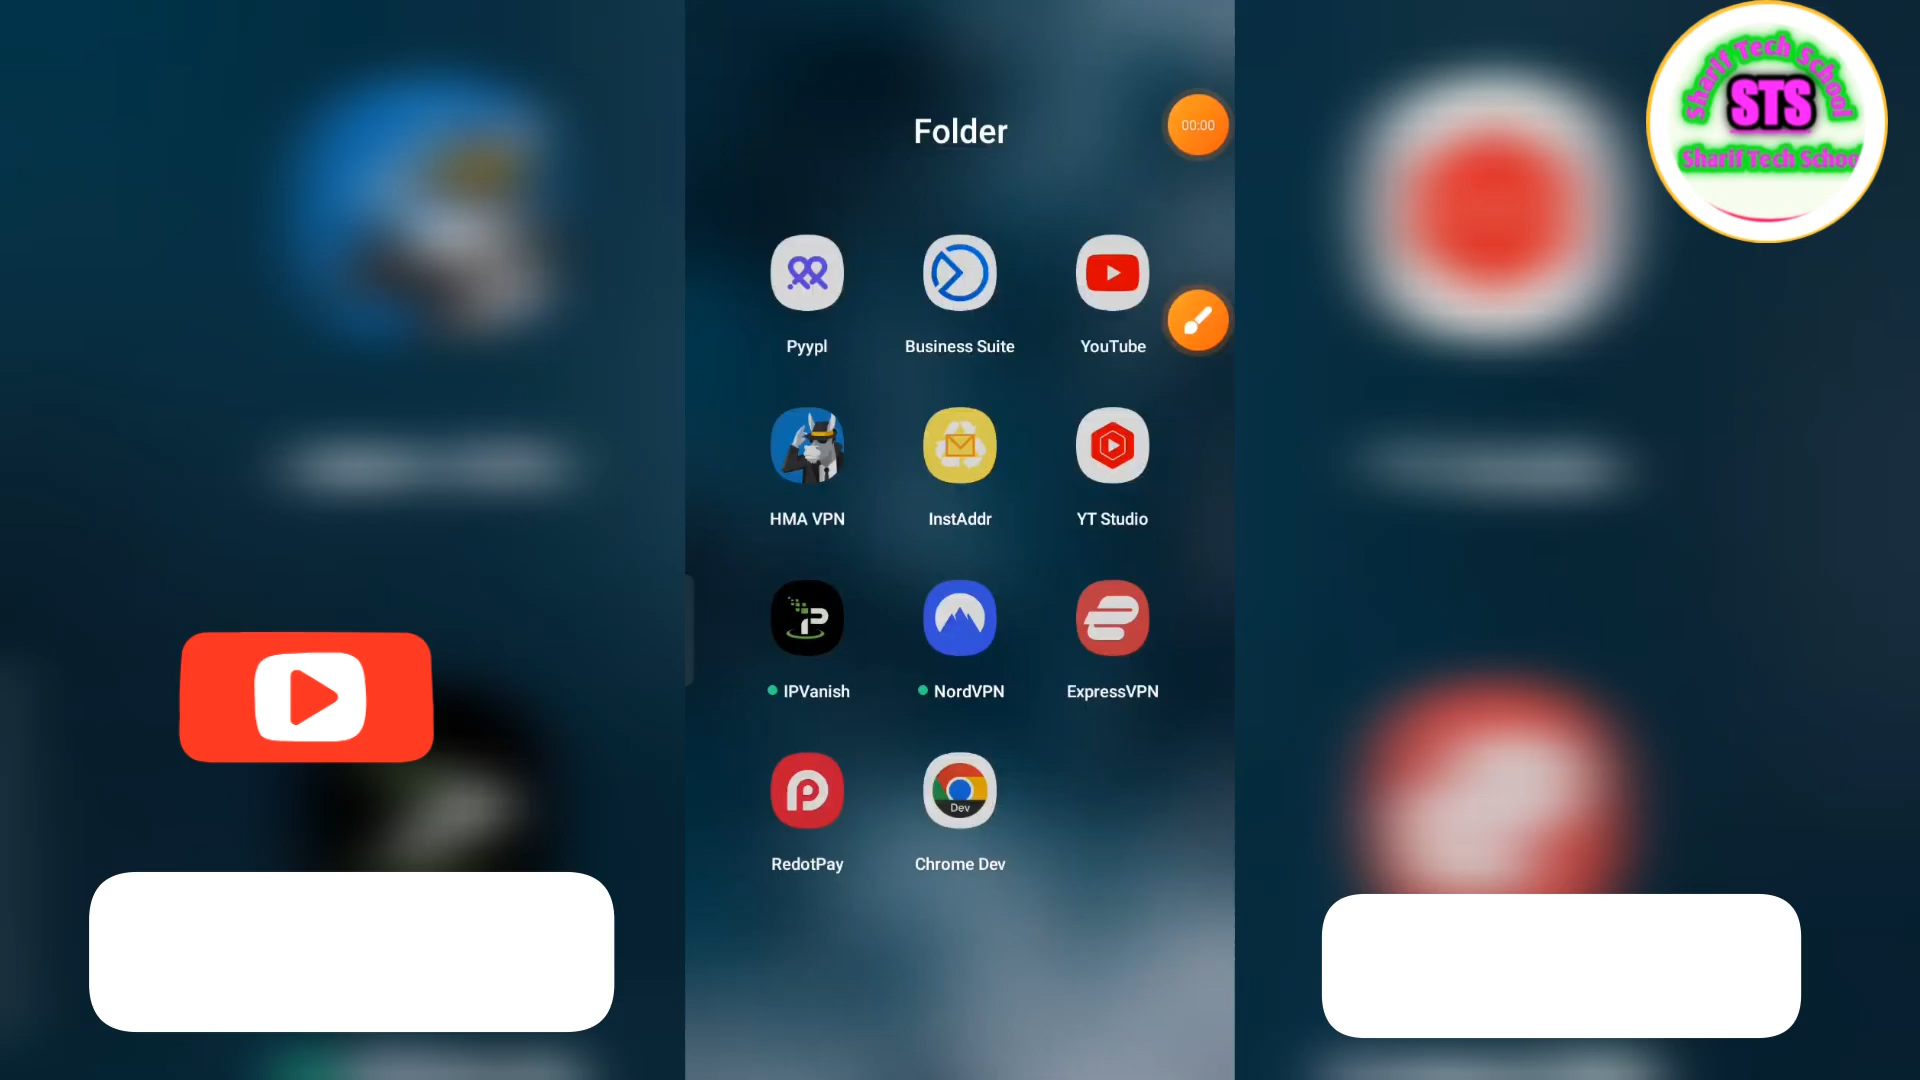 Folder
00:00
Sharif Tech School
STS
Sharif Tech Schoo
Pyypl
Business Suite
YouTube
HMA VPN
InstAddr
YT Studio
IPVanish
NordVPN
ExpressVPN
Dev
RedotPay
Chrome Dev